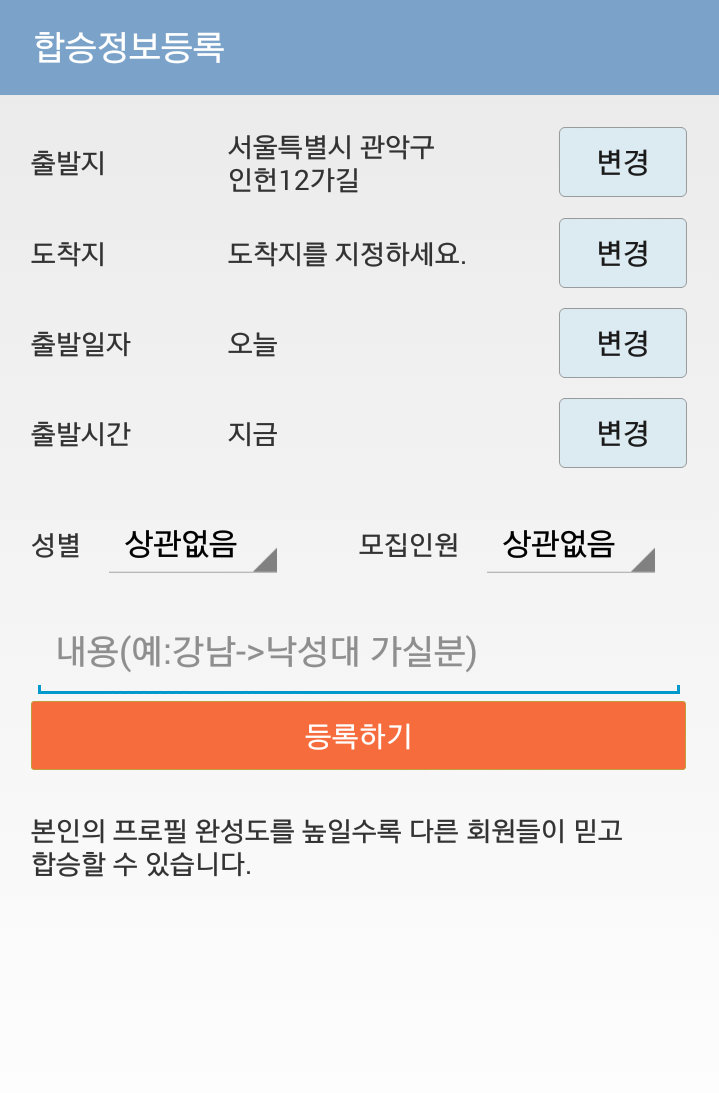 합승정보등록
출발지 서울특별시 관악구 인헌12가길 변경
도착지 도착지를 지정하세요. 변경
출발일자 오늘 변경
출발시간 지금 변경
성별 상관없음 모집인원 상관없음
내용(예:강남->낙성대 가실분)
등록하기
본인의 프로필 완성도를 높일수록 다른 회원들이 믿고
합승할 수 있습니다.